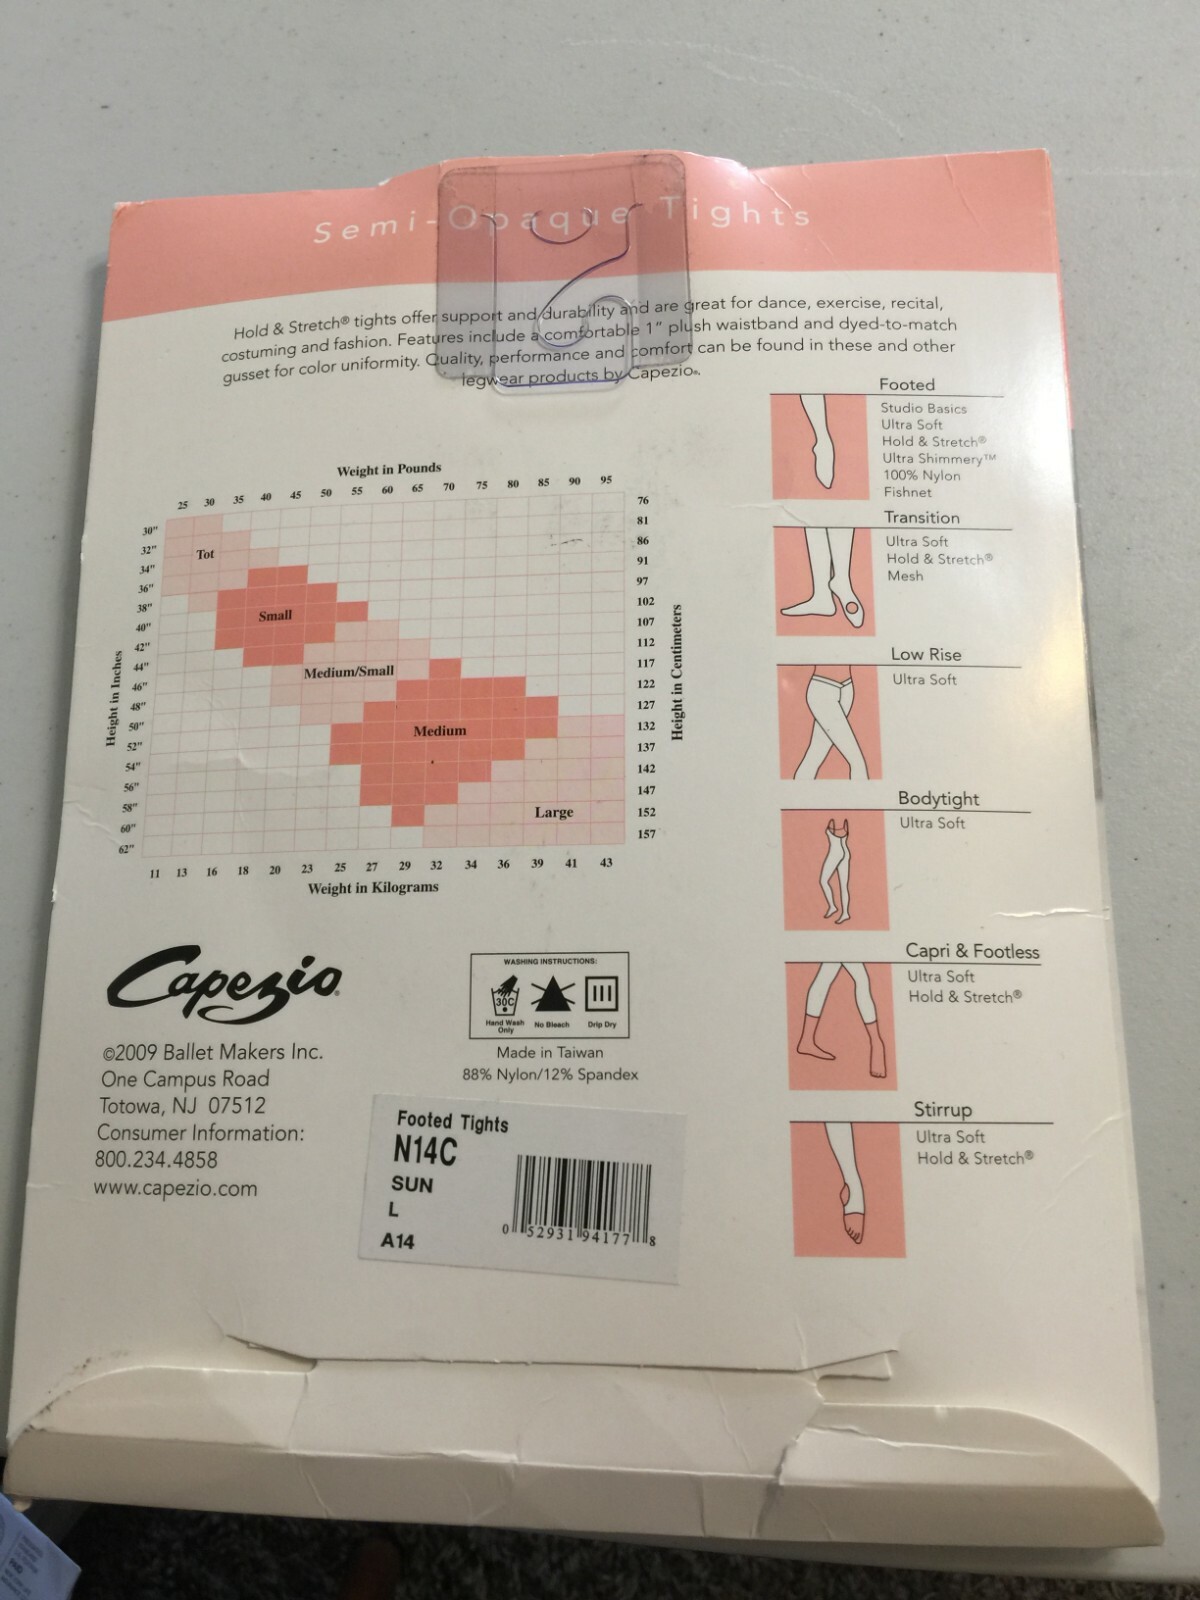 Semi-Opaque Tights
Hold & Stretch® tights offer support and durability and are great for dance, exercise, recital,
costuming and fashion. Features include a comfortable 1" plush waistband and dyed-to-match
gusset for color uniformity. Quality, performance and comfort can be found in these and other
legwear products by Capezio®.
Weight in Pounds
25 30 35 40 45 50 55 60 65 70 75 80 85 90 95
Height in Inches
30"
32"
34"
36"
38"
40"
42"
44"
46"
48"
50"
52"
54"
56"
58"
60"
62"
Tot
Small
Medium/Small
Medium
Large
76
81
86
91
97
102
107
112
117
122
127
132
137
142
147
152
157
Height in Centimeters
11 13 16 18 20 23 25 27 29 32 34 36 39 41 43
Weight in Kilograms
Footed
Studio Basics
Ultra Soft
Hold & Stretch®
Ultra Shimmery™
100% Nylon
Fishnet
Transition
Ultra Soft
Hold & Stretch®
Mesh
Low Rise
Ultra Soft
Bodytight
Ultra Soft
Capri & Footless
Ultra Soft
Hold & Stretch®
Stirrup
Ultra Soft
Hold & Stretch®
Capezio®
©2009 Ballet Makers Inc.
One Campus Road
Totowa, NJ 07512
Consumer Information:
800.234.4858
www.capezio.com
WASHING INSTRUCTIONS:
30C
Hand Wash
Only
No Bleach
Drip Dry
Made in Taiwan
88% Nylon/12% Spandex
Footed Tights
N14C
SUN
L
A14
0 52931 94177 8